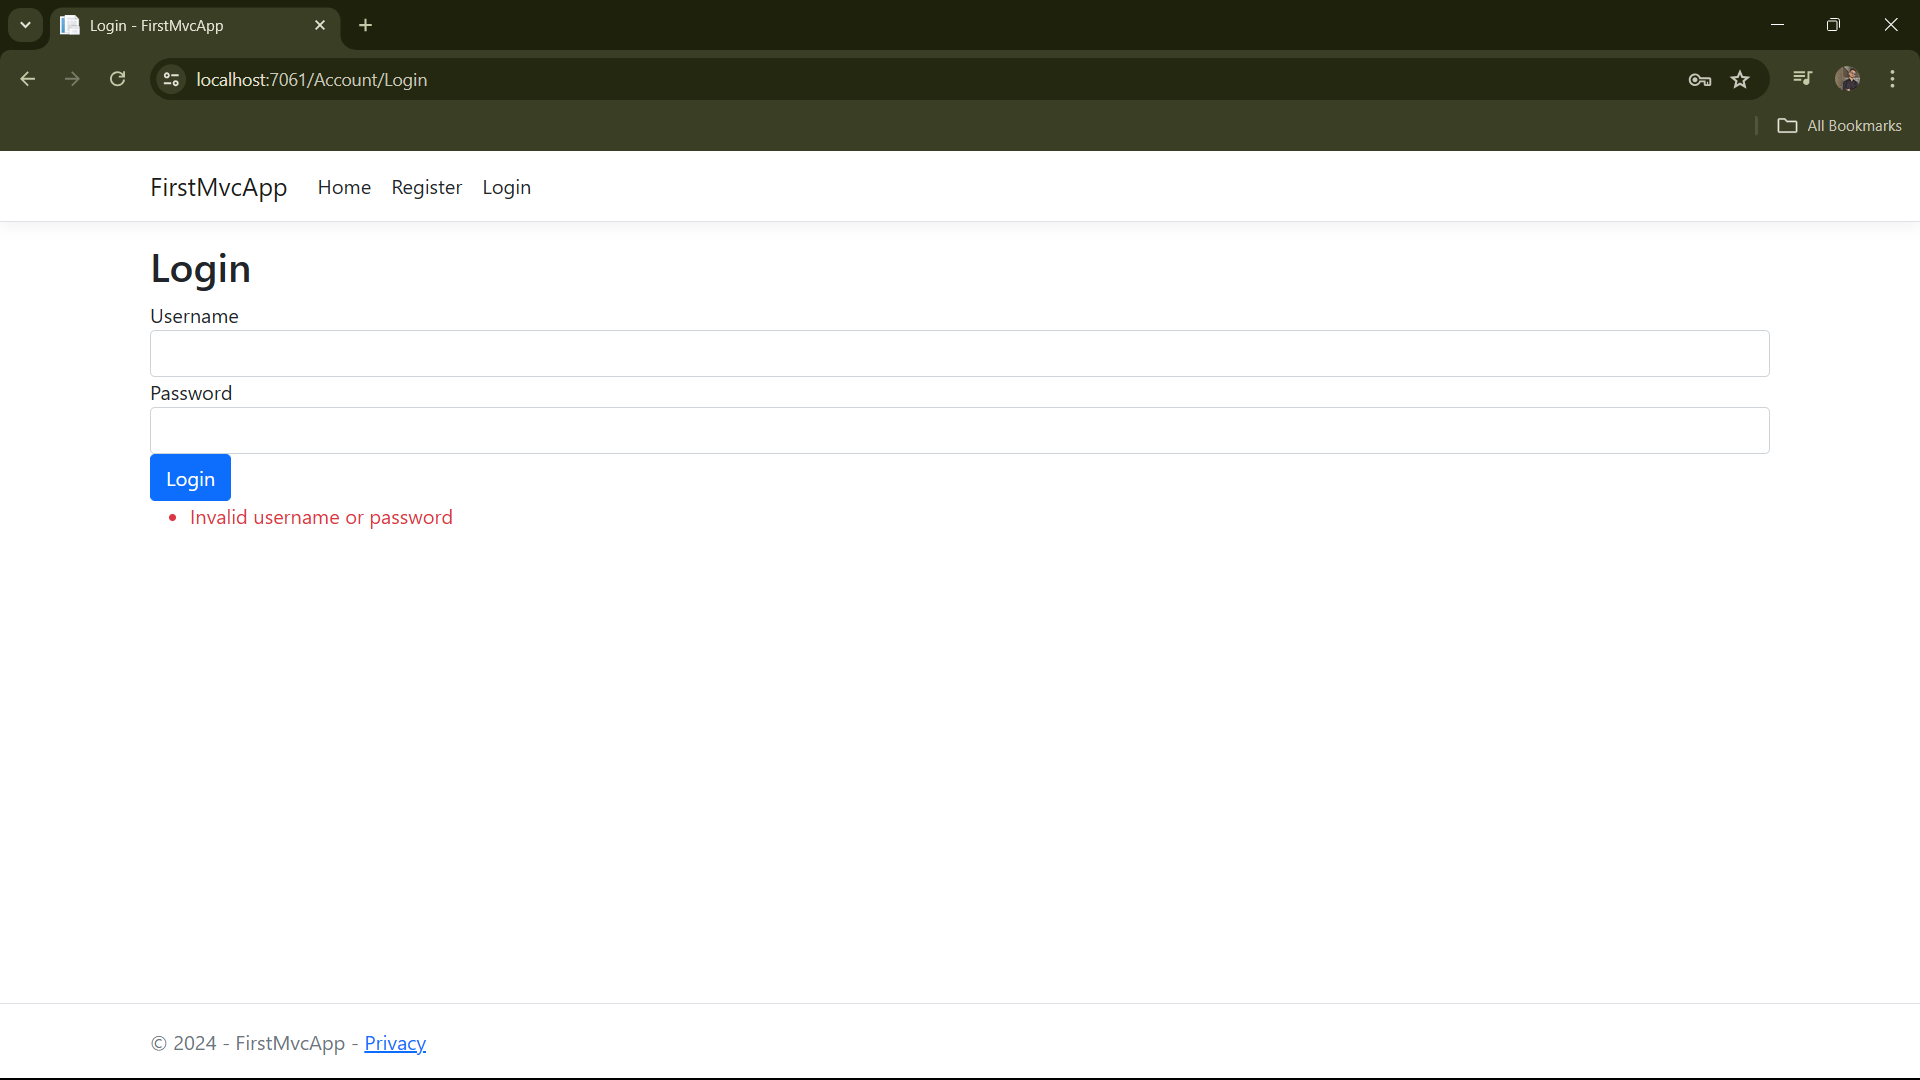 Login - FirstMvcApp
localhost:7061/Account/Login
All Bookmarks
FirstMvcApp Home Register Login
Login
Username
Password
Login
Invalid username or password
© 2024 - FirstMvcApp - Privacy